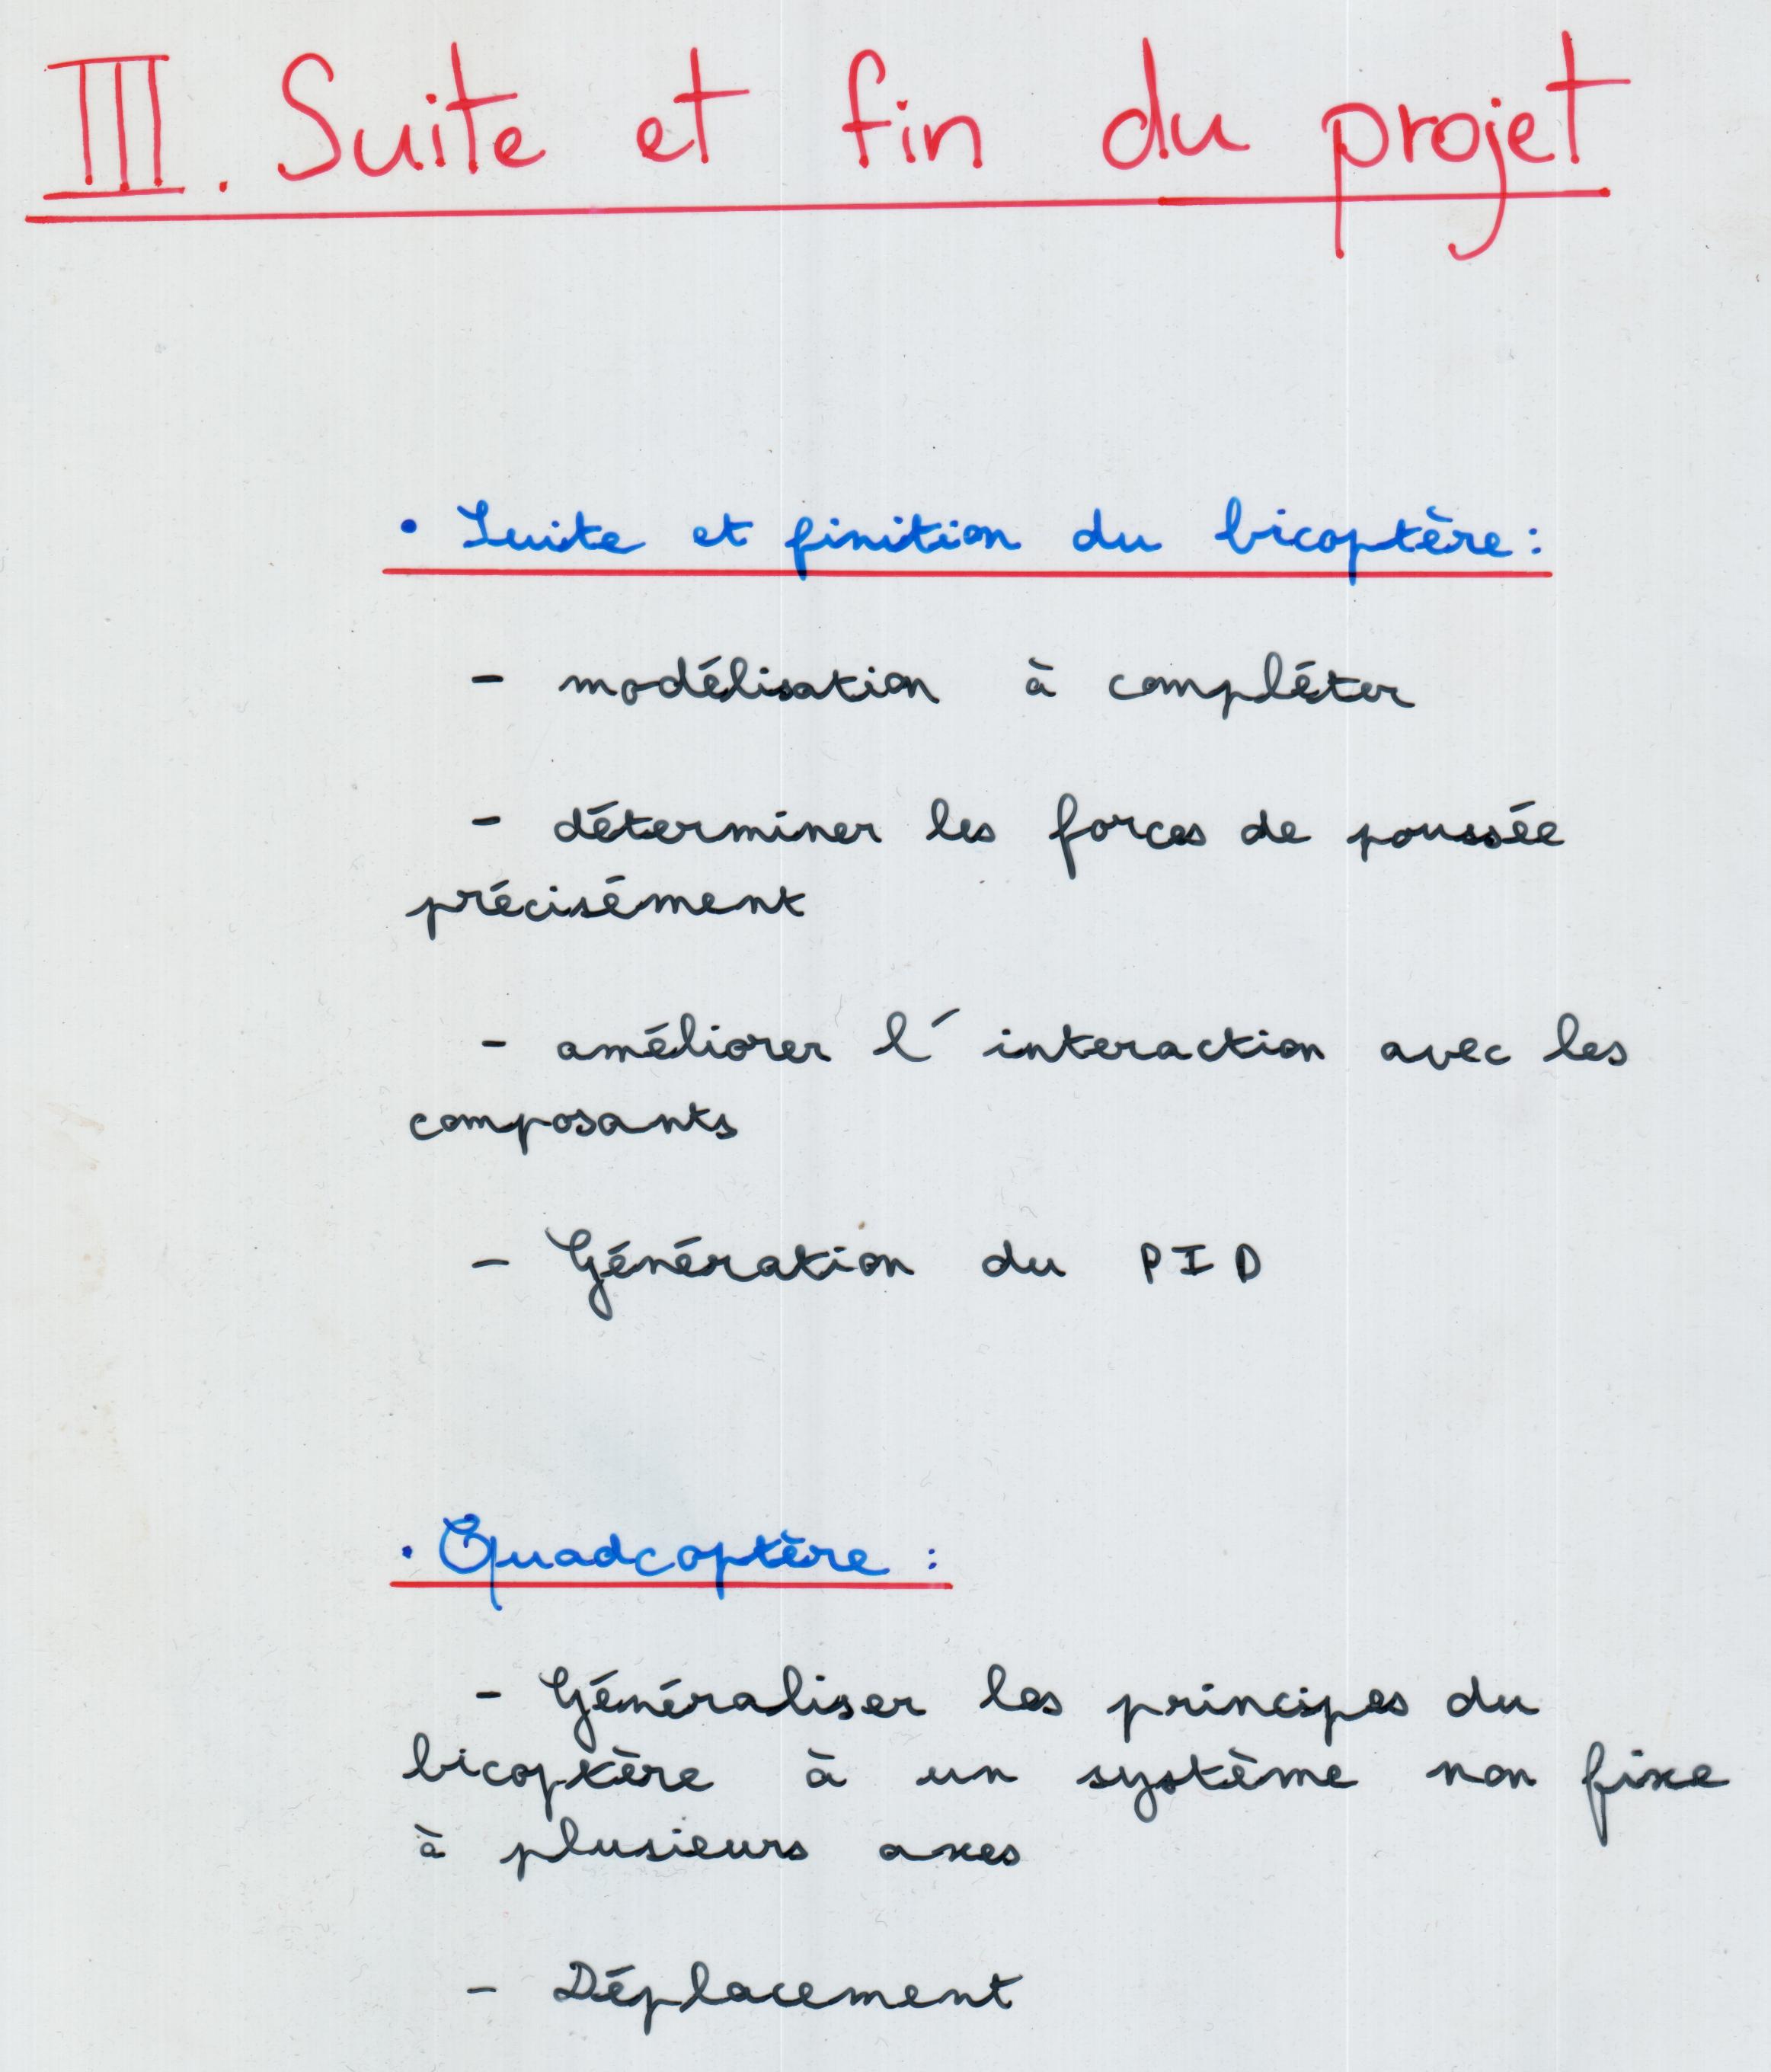 III. Suite et fin du projet
• Suite et finition du bicoptère :
- modélisation à compléter
- déterminer les forces de poussée
précisément
- améliorer l'interaction avec les
composants
- Génération du PID
• Quadcoptère :
- Généraliser les principes du
bicoptère à un système non fixe
à plusieurs axes
- Déplacement